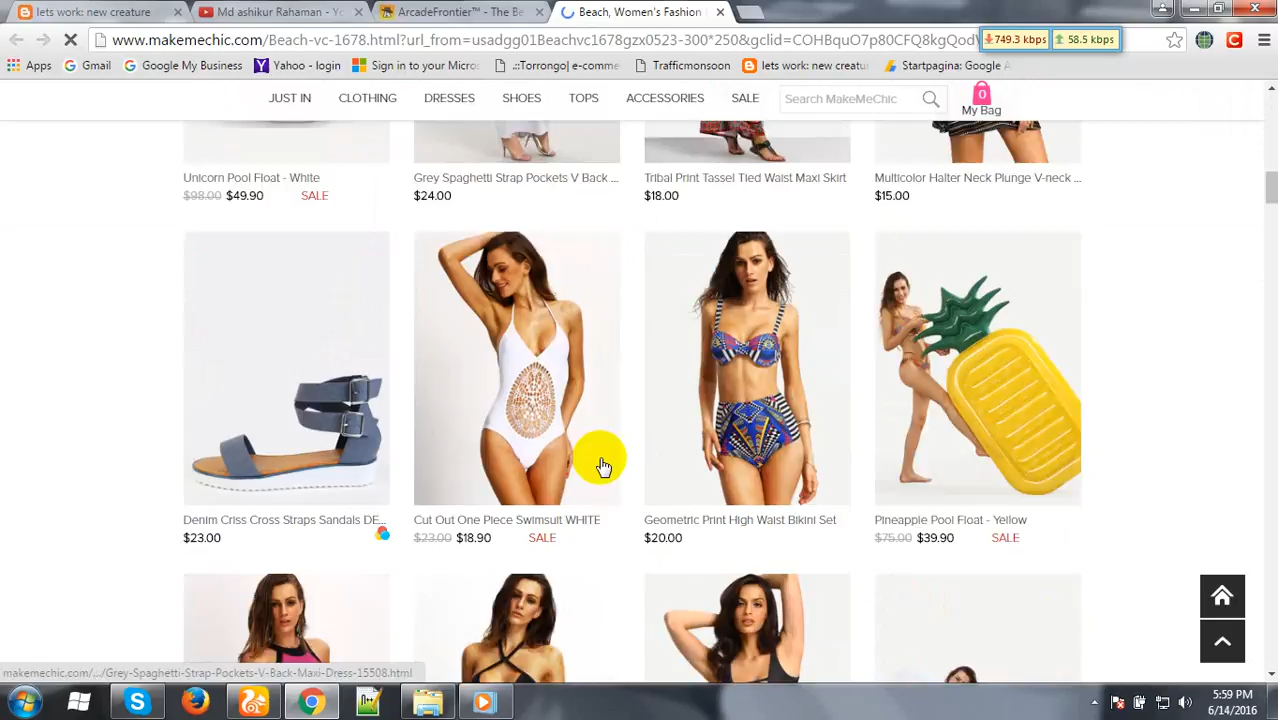 lets work: new creature
Md ashikur Rahaman - Y
ArcadeFrontier™ - The Be
Beach, Women's Fashion
www.makemechic.com/Beach-vc-1678.html?url_from=usadgg01Beachvc1678gzx0523-300*250&gclid=COHBquO7p80CFQ8kgQodV
749.3 kbps 58.5 kbps
Apps Gmail Google My Business Yahoo - login Sign in to your Micros .::Torrongo| e-comme Trafficmonsoon lets work: new creatur Startpagina: Google A
JUST IN CLOTHING DRESSES SHOES TOPS ACCESSORIES SALE Search MakeMeChic 0
My Bag
Unicorn Pool Float - White
$98.00 $49.90 SALE
Grey Spaghetti Strap Pockets V Back ...
$24.00
Tribal Print Tassel Tied Waist Maxi Skirt
$18.00
Multicolor Halter Neck Plunge V-neck ...
$15.00
Denim Criss Cross Straps Sandals DE...
$23.00
Cut Out One Piece Swimsuit WHITE
$23.00 $18.90 SALE
Geometric Print High Waist Bikini Set
$20.00
Pineapple Pool Float - Yellow
$75.00 $39.90 SALE
makemechic.com/.../Grey-Spaghetti-Strap-Pockets-V-Back-Maxi-Dress-15508.html
5:59 PM
6/14/2016